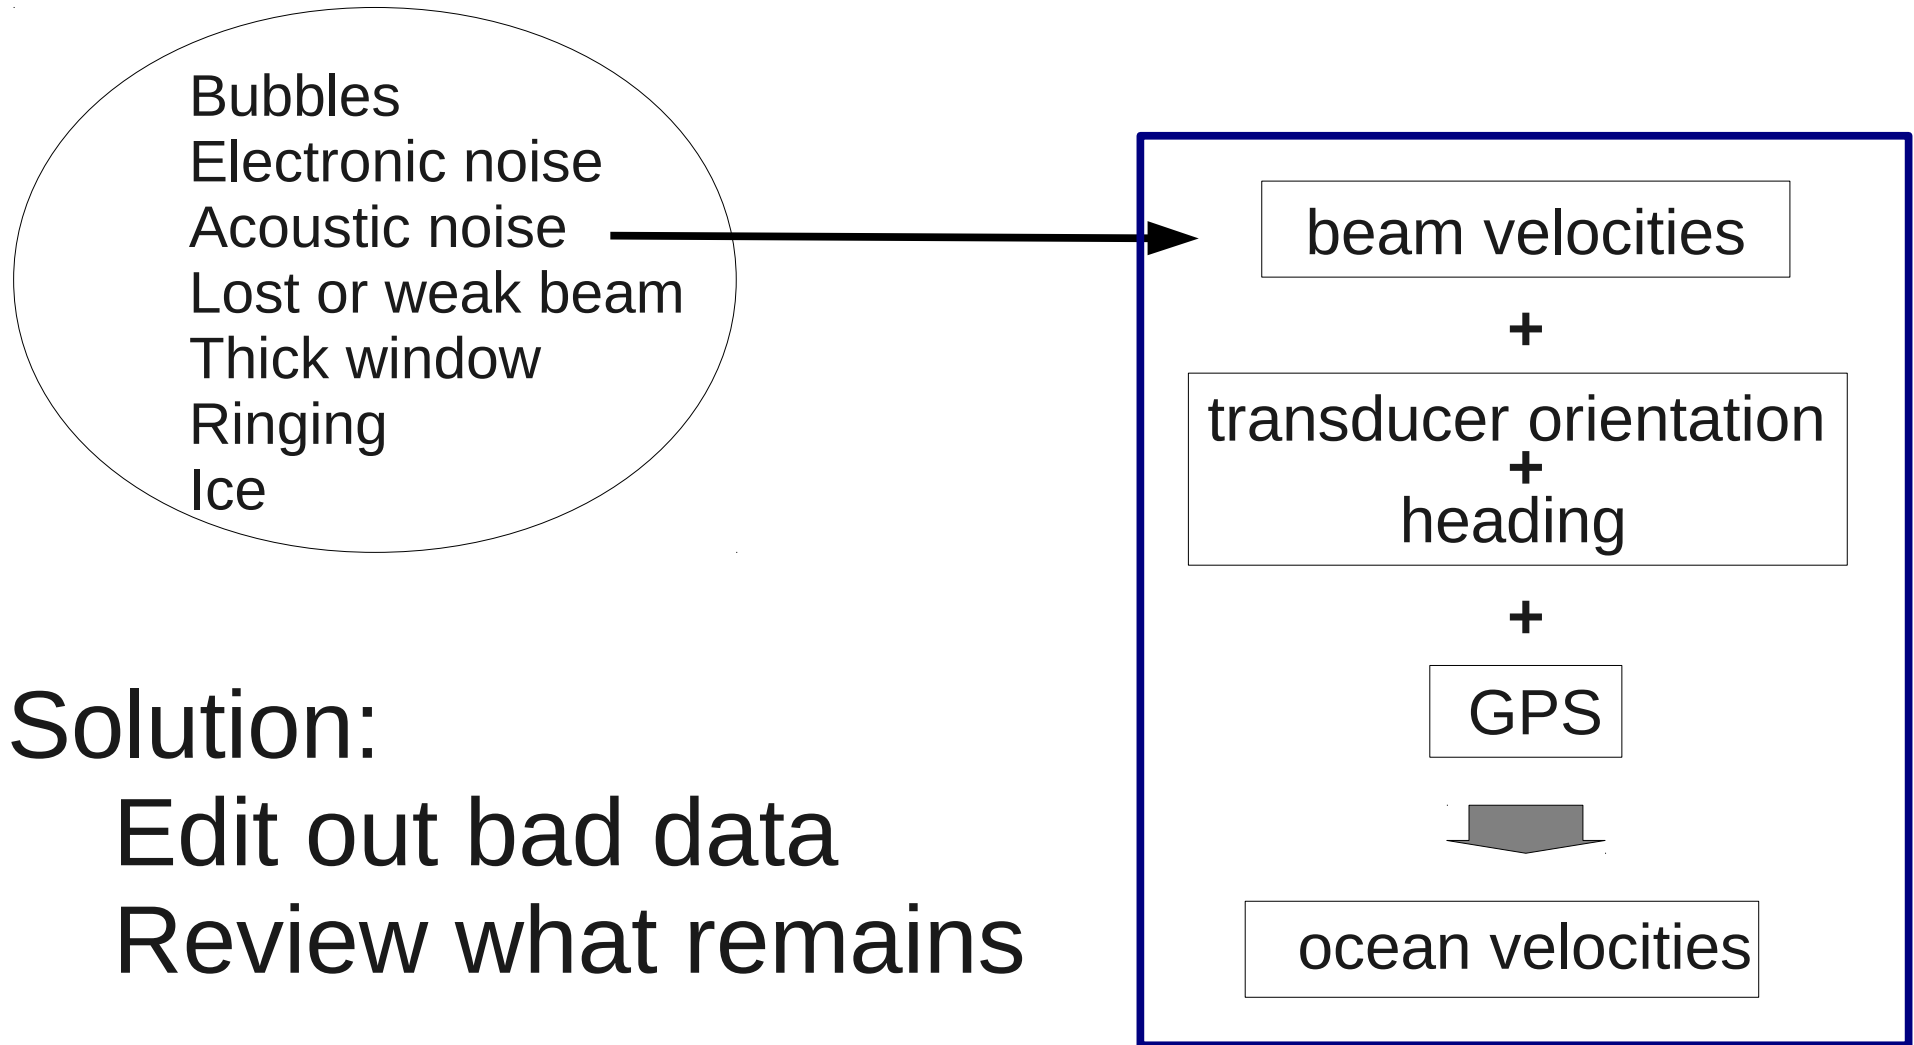 Bubbles
Electronic noise
Acoustic noise
Lost or weak beam
Thick window
Ringing
Ice
beam velocities
+
transducer orientation
+
heading
+
GPS
ocean velocities
Solution:
Edit out bad data
Review what remains